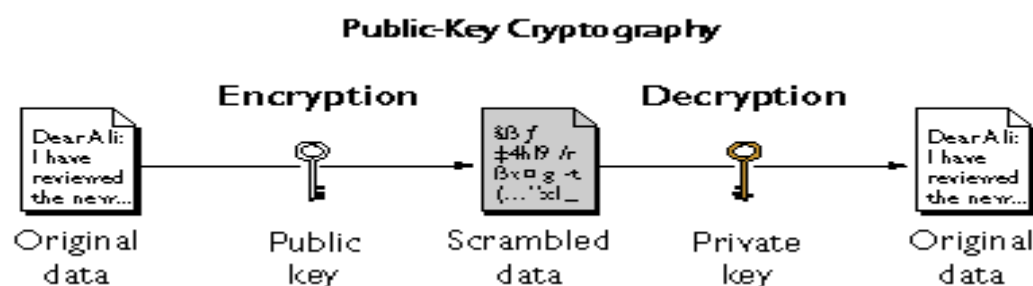 Public-Key Cryptography
Encryption
Decryption
Dear Ali:
I have
reviewed
the new...
Dear Ali:
I have
reviewed
the new...
Original
data
Public
key
Scrambled
data
Private
key
Original
data